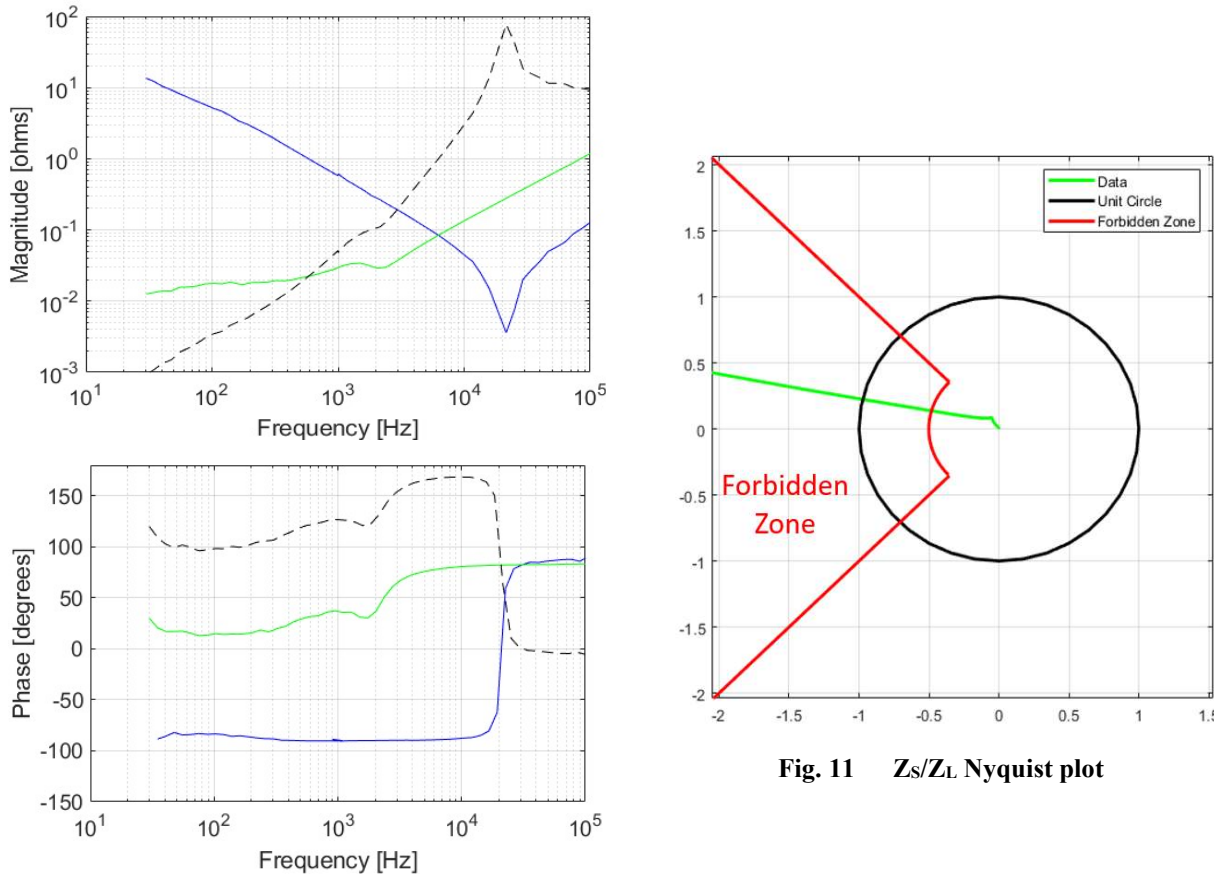 10^2
10^1
10^0
10^-1
10^-2
10^-3
Magnitude [ohms]
10^1 10^2 10^3 10^4 10^5
Frequency [Hz]
150
100
50
0
-50
-100
-150
Phase [degrees]
10^1 10^2 10^3 10^4 10^5
Frequency [Hz]
2
1.5
1
0.5
0
-0.5
-1
-1.5
-2
Data
Unit Circle
Forbidden Zone
Forbidden
Zone
-2 -1.5 -1 -0.5 0 0.5 1 1.5
Fig. 11 ZS/ZL Nyquist plot